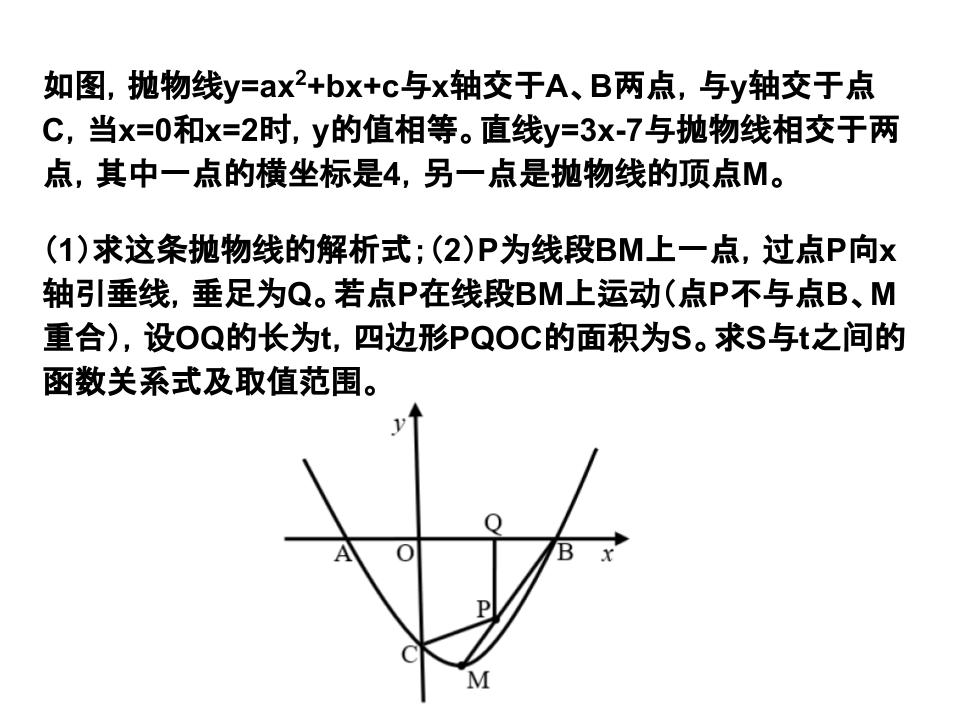 如图，抛物线y=ax²+bx+c与x轴交于A、B两点，与y轴交于点
C，当x=0和x=2时，y的值相等。直线y=3x-7与抛物线相交于两
点，其中一点的横坐标是4，另一点是抛物线的顶点M。
（1）求这条抛物线的解析式；（2）P为线段BM上一点，过点P向x
轴引垂线，垂足为Q。若点P在线段BM上运动（点P不与点B、M
重合），设OQ的长为t，四边形PQOC的面积为S。求S与t之间的
函数关系式及取值范围。
y
Q
A
O
B
x
P
C
M